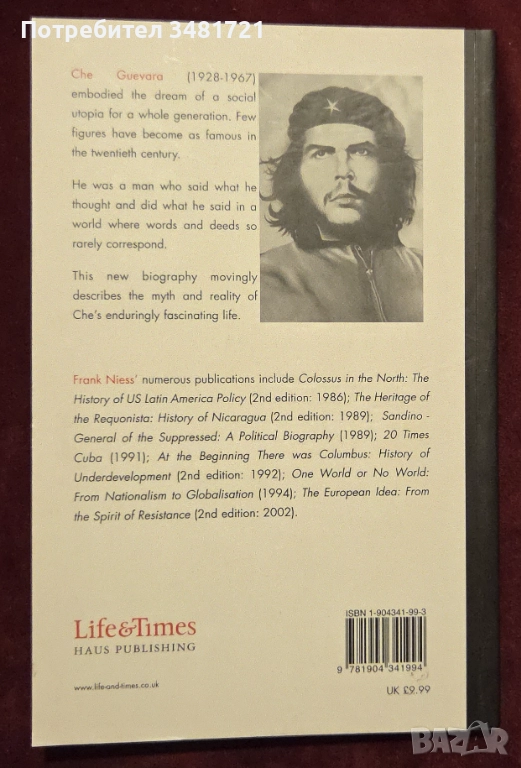 Потребител 3481721
Che Guevara (1928-1967)
embodied the dream of a social
utopia for a whole generation. Few
figures have become as famous in
the twentieth century.
He was a man who said what he
thought and did what he said in a
world where words and deeds so
rarely correspond.
This new biography movingly
describes the myth and reality of
Che's enduringly fascinating life.
Frank Niess' numerous publications include Colossus in the North: The
History of US Latin America Policy (2nd edition: 1986); The Heritage of
the Requonista: History of Nicaragua (2nd edition: 1989); Sandino -
General of the Suppressed: A Political Biography (1989); 20 Times
Cuba (1991); At the Beginning There was Columbus: History of
Underdevelopment (2nd edition: 1992); One World or No World:
From Nationalism to Globalisation (1994); The European Idea: From
the Spirit of Resistance (2nd edition: 2002).
ISBN 1-904341-99-3
Life&Times
HAUS PUBLISHING
9 781904 341994
www.life-and-times.co.uk
UK £9.99
БАZАР